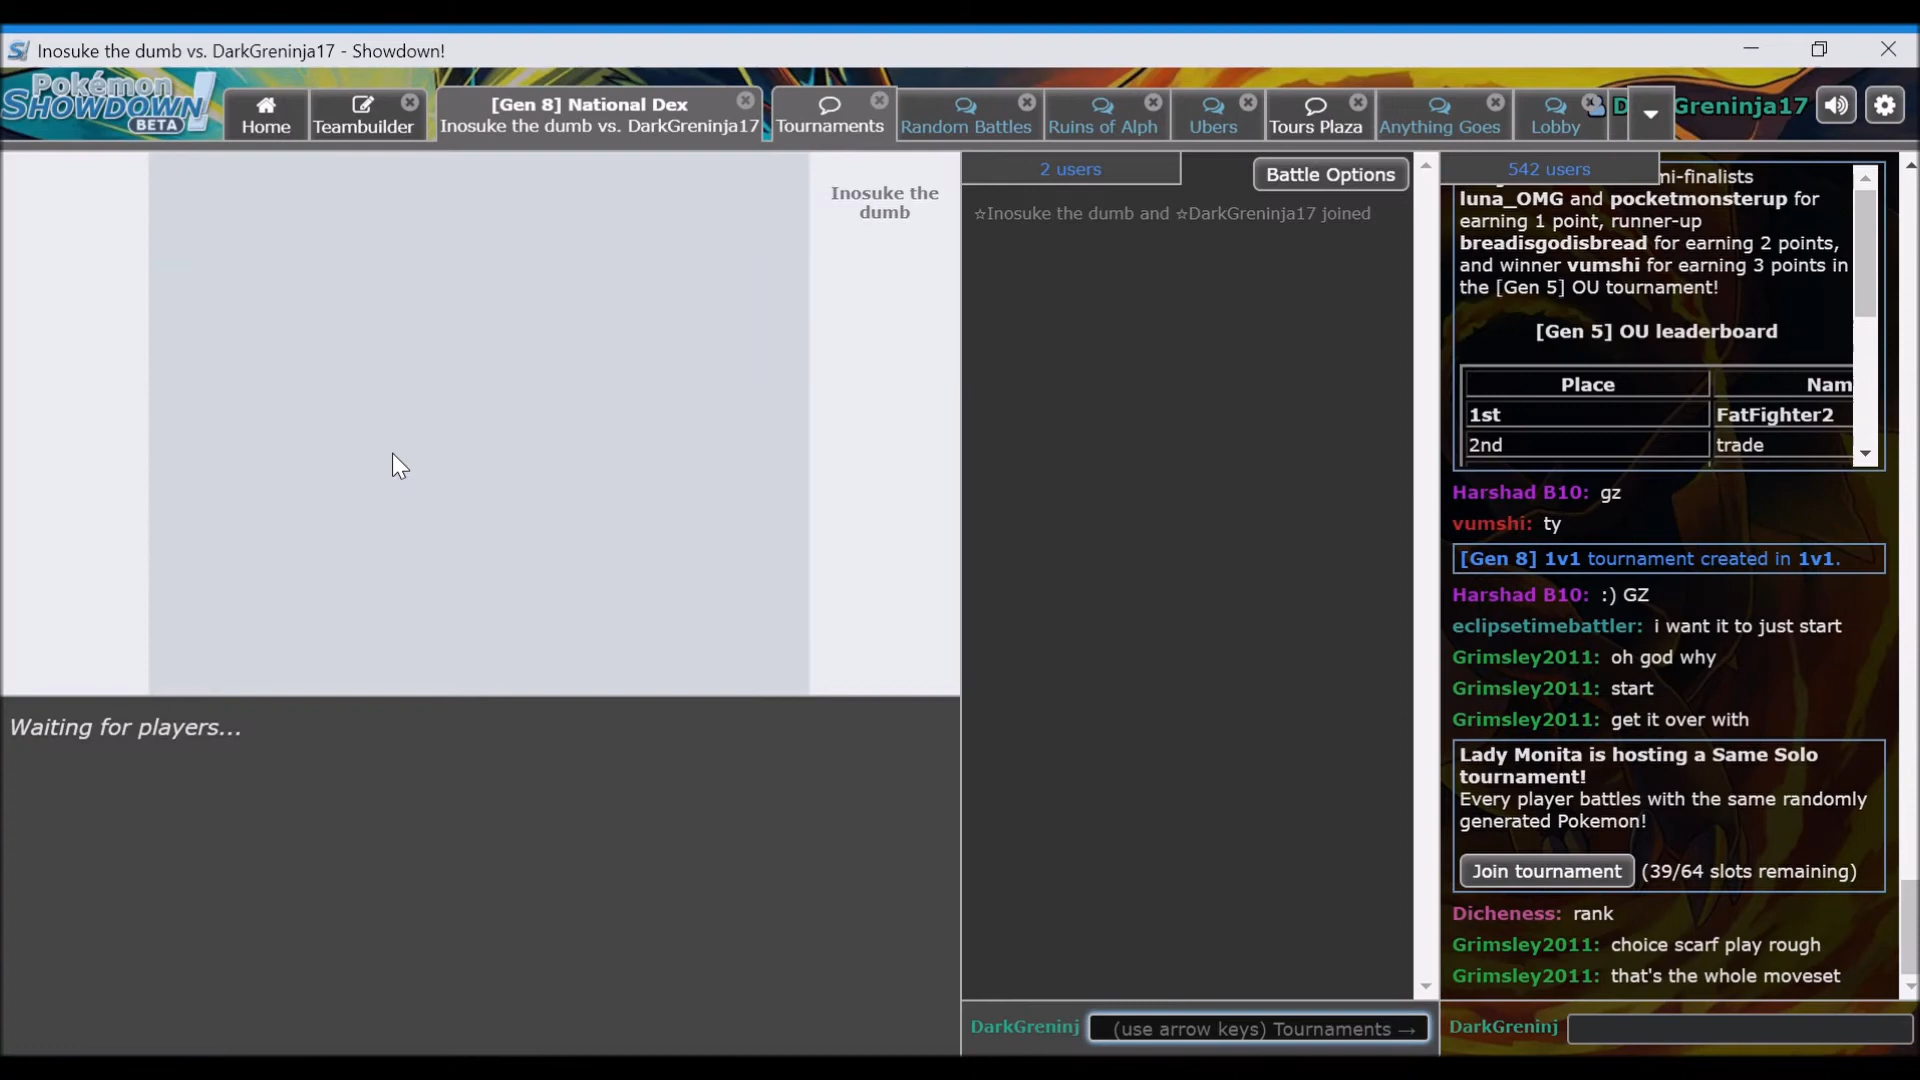 Inosuke the dumb vs. DarkGreninja17 - Showdown!
Pokémon
SHOWDOWN!
BETA
Home
Teambuilder
[Gen 8] National Dex
Inosuke the dumb vs. DarkGreninja17
Tournaments
Random Battles
Ruins of Alph
Ubers
Tours Plaza
Anything Goes
Lobby
D
Greninja17
Inosuke the
dumb
Waiting for players...
2 users
Battle Options
☆Inosuke the dumb and ☆DarkGreninja17 joined
DarkGreninj
(use arrow keys) Tournaments →
542 users
mi-finalists
luna_OMG and pocketmonsterup for
earning 1 point, runner-up
breadisgodisbread for earning 2 points,
and winner vumshi for earning 3 points in
the [Gen 5] OU tournament!
[Gen 5] OU leaderboard
Place Nam
1st FatFighter2
2nd trade
Harshad B10: gz
vumshi: ty
[Gen 8] 1v1 tournament created in 1v1.
Harshad B10: :) GZ
eclipsetimebattler: i want it to just start
Grimsley2011: oh god why
Grimsley2011: start
Grimsley2011: get it over with
Lady Monita is hosting a Same Solo
tournament!
Every player battles with the same randomly
generated Pokemon!
Join tournament (39/64 slots remaining)
Dicheness: rank
Grimsley2011: choice scarf play rough
Grimsley2011: that's the whole moveset
DarkGreninj